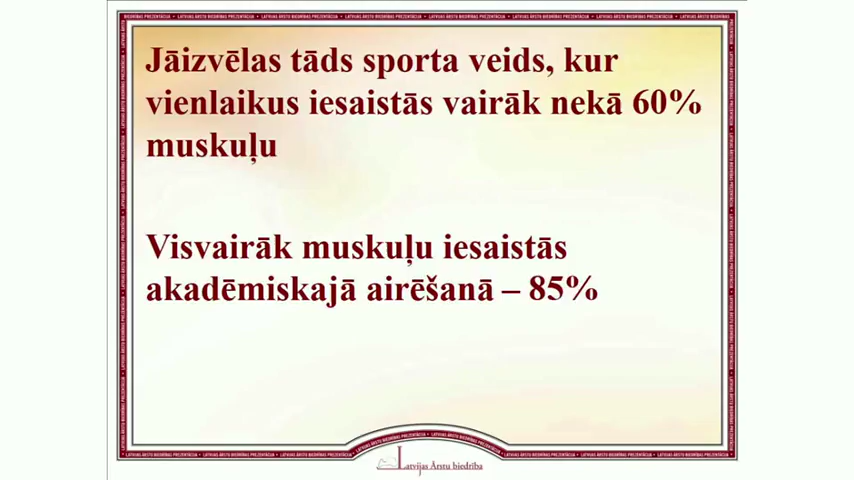 Jāizvēlas tāds sporta veids, kur
vienlaikus iesaistās vairāk nekā 60%
muskuļu
Visvairāk muskuļu iesaistās
akadēmiskajā airēšanā – 85%
Latvijas Ārstu biedrība